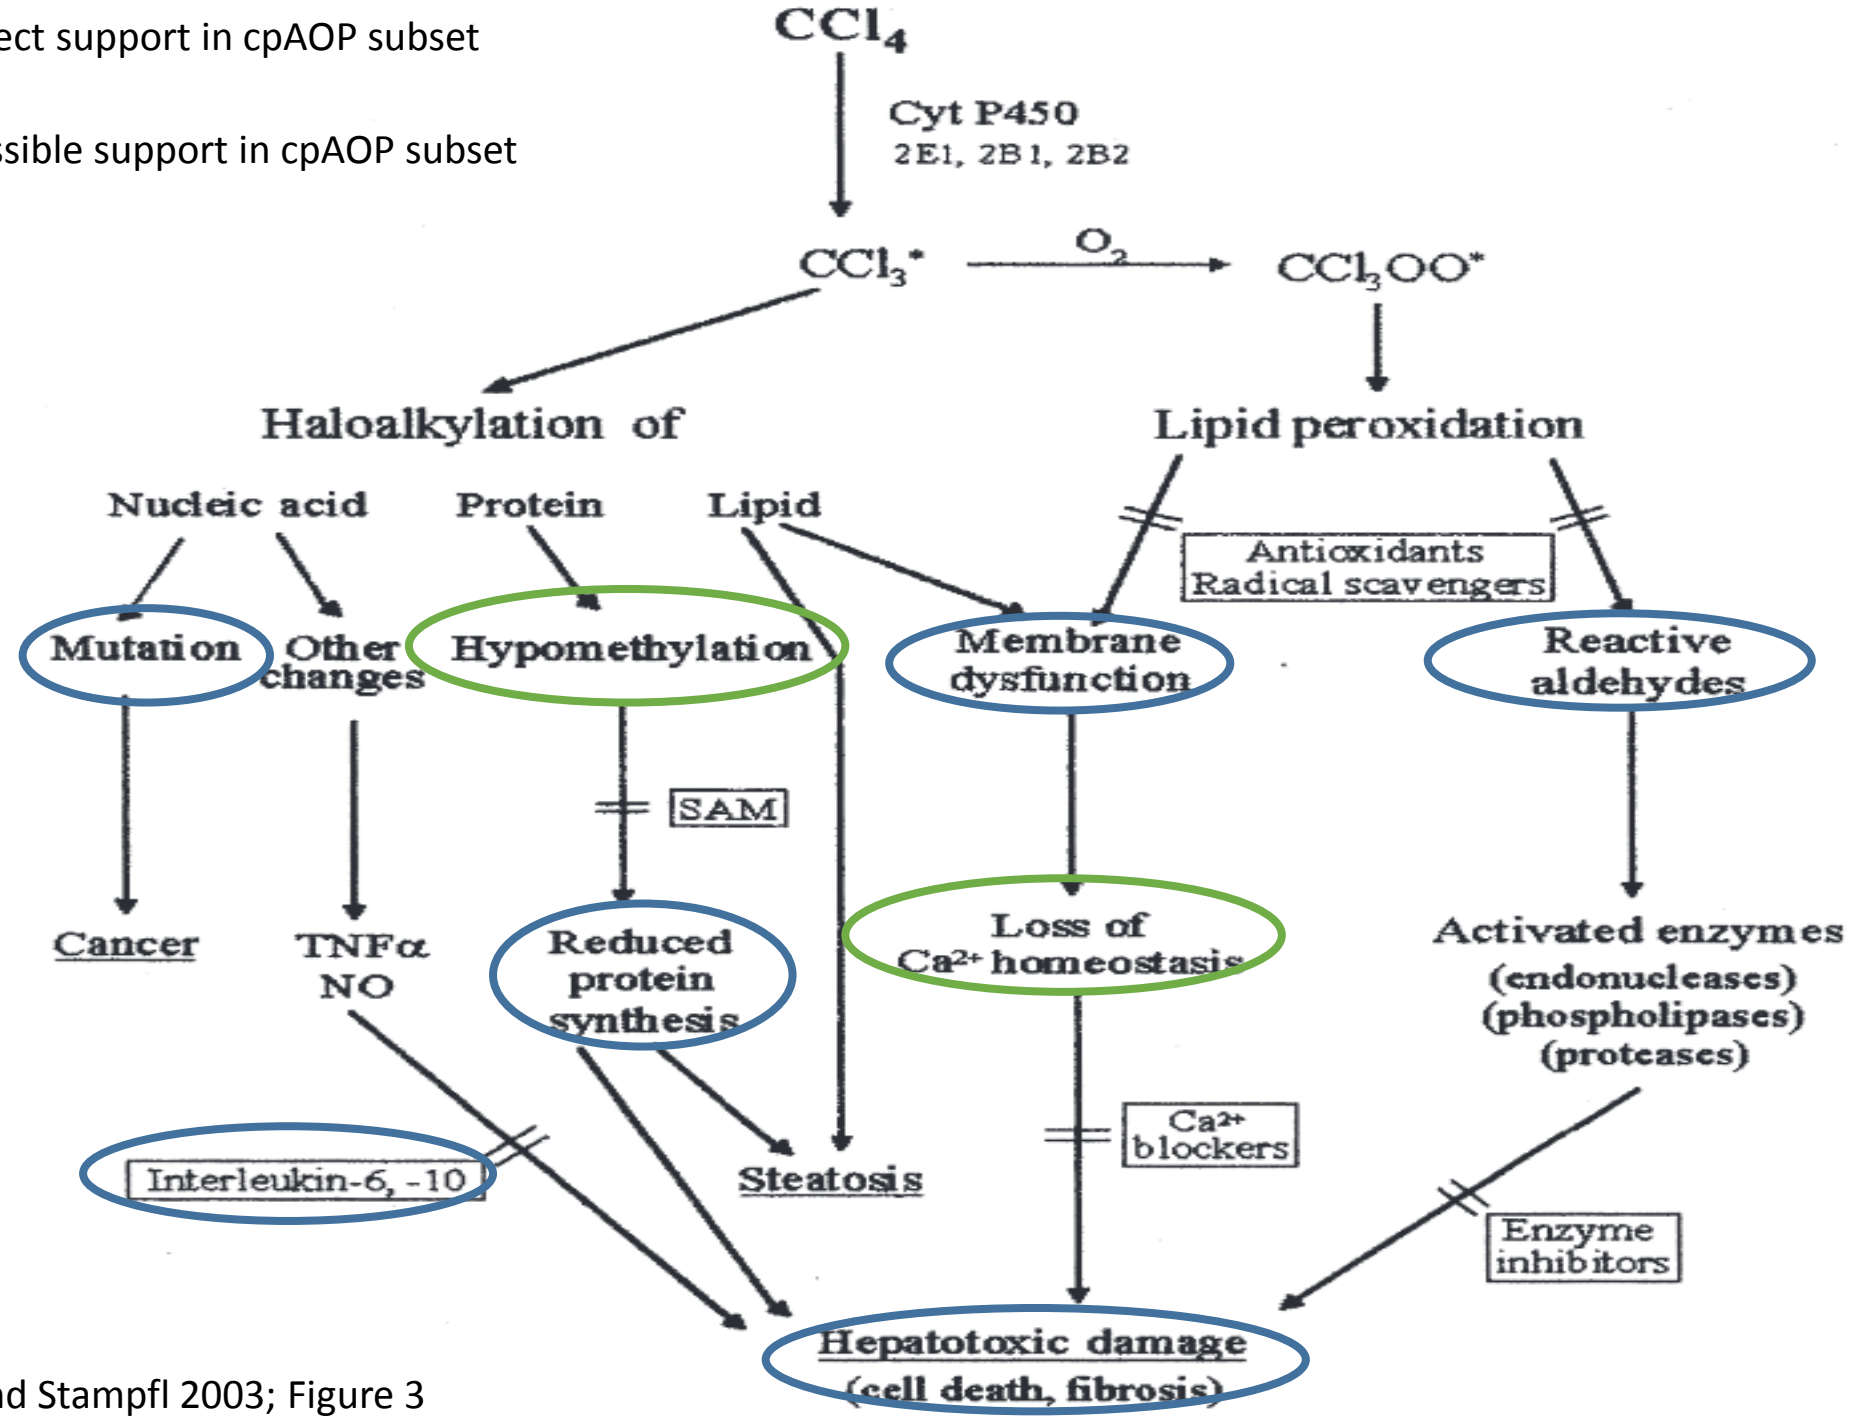 ect support in cpAOP subset
ssible support in cpAOP subset
CCl₄
Cyt P450
2E1, 2B1, 2B2
CCl₃*
O₂
CCl₃OO*
Haloalkylation of
Lipid peroxidation
Nucleic acid
Protein
Lipid
Antioxidants
Radical scavengers
Mutation
Other
changes
Hypomethylation
Membrane
dysfunction
Reactive
aldehydes
SAM
Cancer
TNFα
NO
Reduced
protein
synthesis
Loss of
Ca²⁺ homeostasis
Activated enzymes
(endonucleases)
(phospholipases)
(proteases)
Interleukin-6, -10
Steatosis
Ca²⁺
blockers
Enzyme
inhibitors
Hepatotoxic damage
(cell death, fibrosis)
nd Stampfl 2003; Figure 3